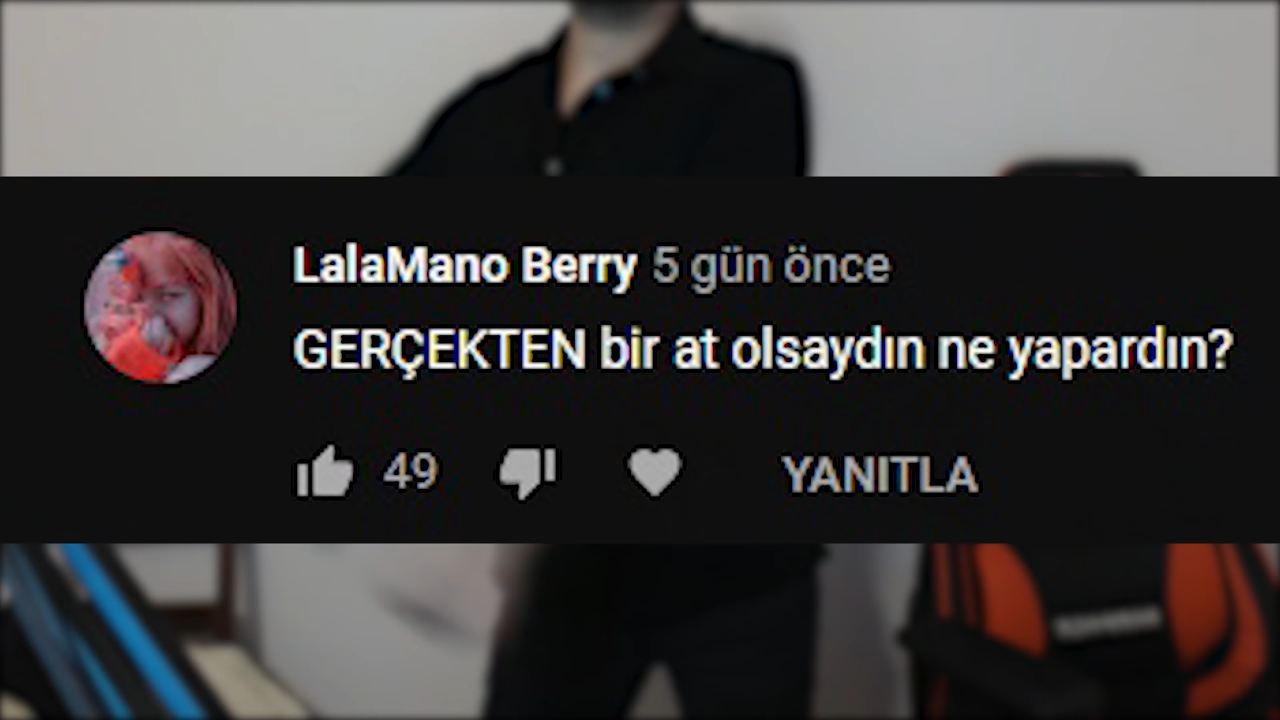 LalaMano Berry 5 gün önce
GERÇEKTEN bir at olsaydın ne yapardın?
49 YANITLA